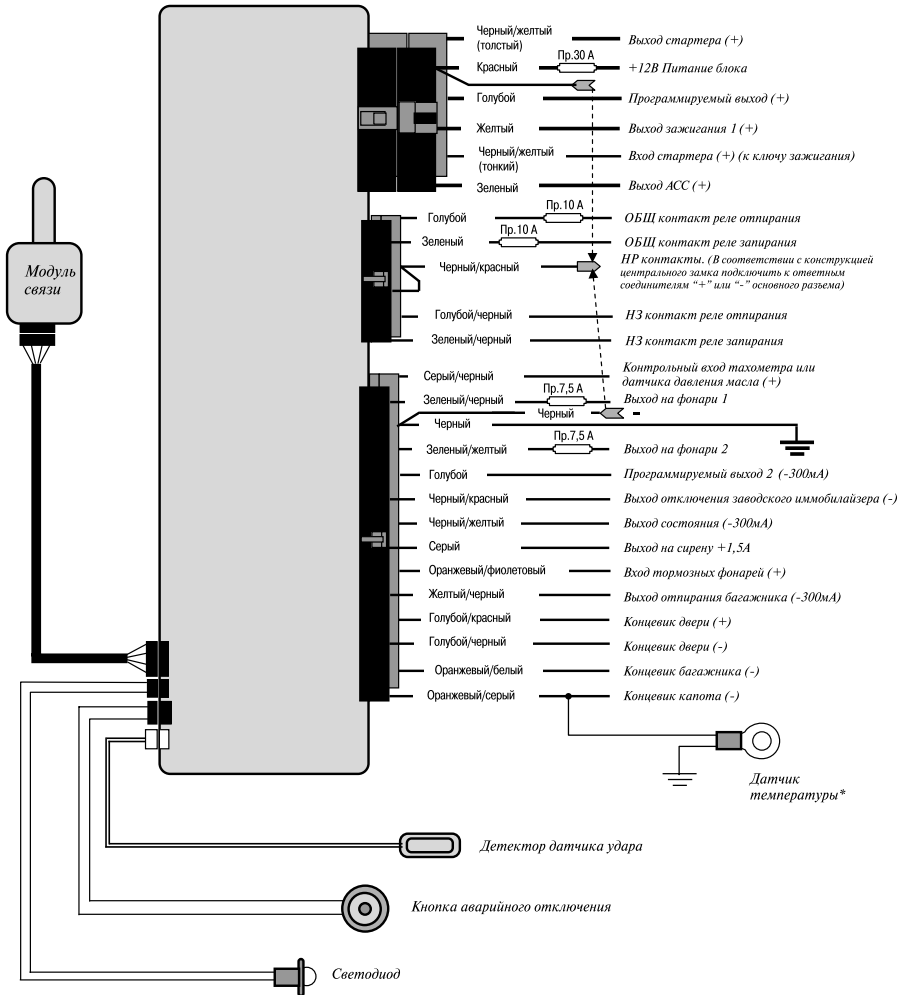 Черный/желтый
(толстый)
Выход стартера (+)
Пр.30 А
Красный
+12В Питание блока
Голубой
Программируемый выход (+)
Желтый
Выход зажигания 1 (+)
Черный/желтый
(тонкий)
Вход стартера (+) (к ключу зажигания)
Зеленый
Выход АСС (+)
Пр.10 А
Голубой
ОБЩ контакт реле отпирания
Пр.10 А
Зеленый
ОБЩ контакт реле запирания
Черный/красный
НР контакты. (В соответствии с конструкцией
центрального замка подключить к ответным
соединителям “+” или “-” основного разъема)
Голубой/черный
НЗ контакт реле отпирания
Зеленый/черный
НЗ контакт реле запирания
Серый/черный
Контрольный вход тахометра или
датчика давления масла (+)
Пр.7,5 А
Зеленый/черный
Выход на фонари 1
Черный
Черный
Пр.7,5 А
Зеленый/желтый
Выход на фонари 2
Голубой
Программируемый выход 2 (-300мА)
Черный/красный
Выход отключения заводского иммобилайзера (-)
Черный/желтый
Выход состояния (-300мА)
Серый
Выход на сирену +1,5А
Оранжевый/фиолетовый
Вход тормозных фонарей (+)
Желтый/черный
Выход отпирания багажника (-300мА)
Голубой/красный
Концевик двери (+)
Голубой/черный
Концевик двери (-)
Оранжевый/белый
Концевик багажника (-)
Оранжевый/серый
Концевик капота (-)
Модуль
связи
Датчик
температуры*
Детектор датчика удара
Кнопка аварийного отключения
Светодиод